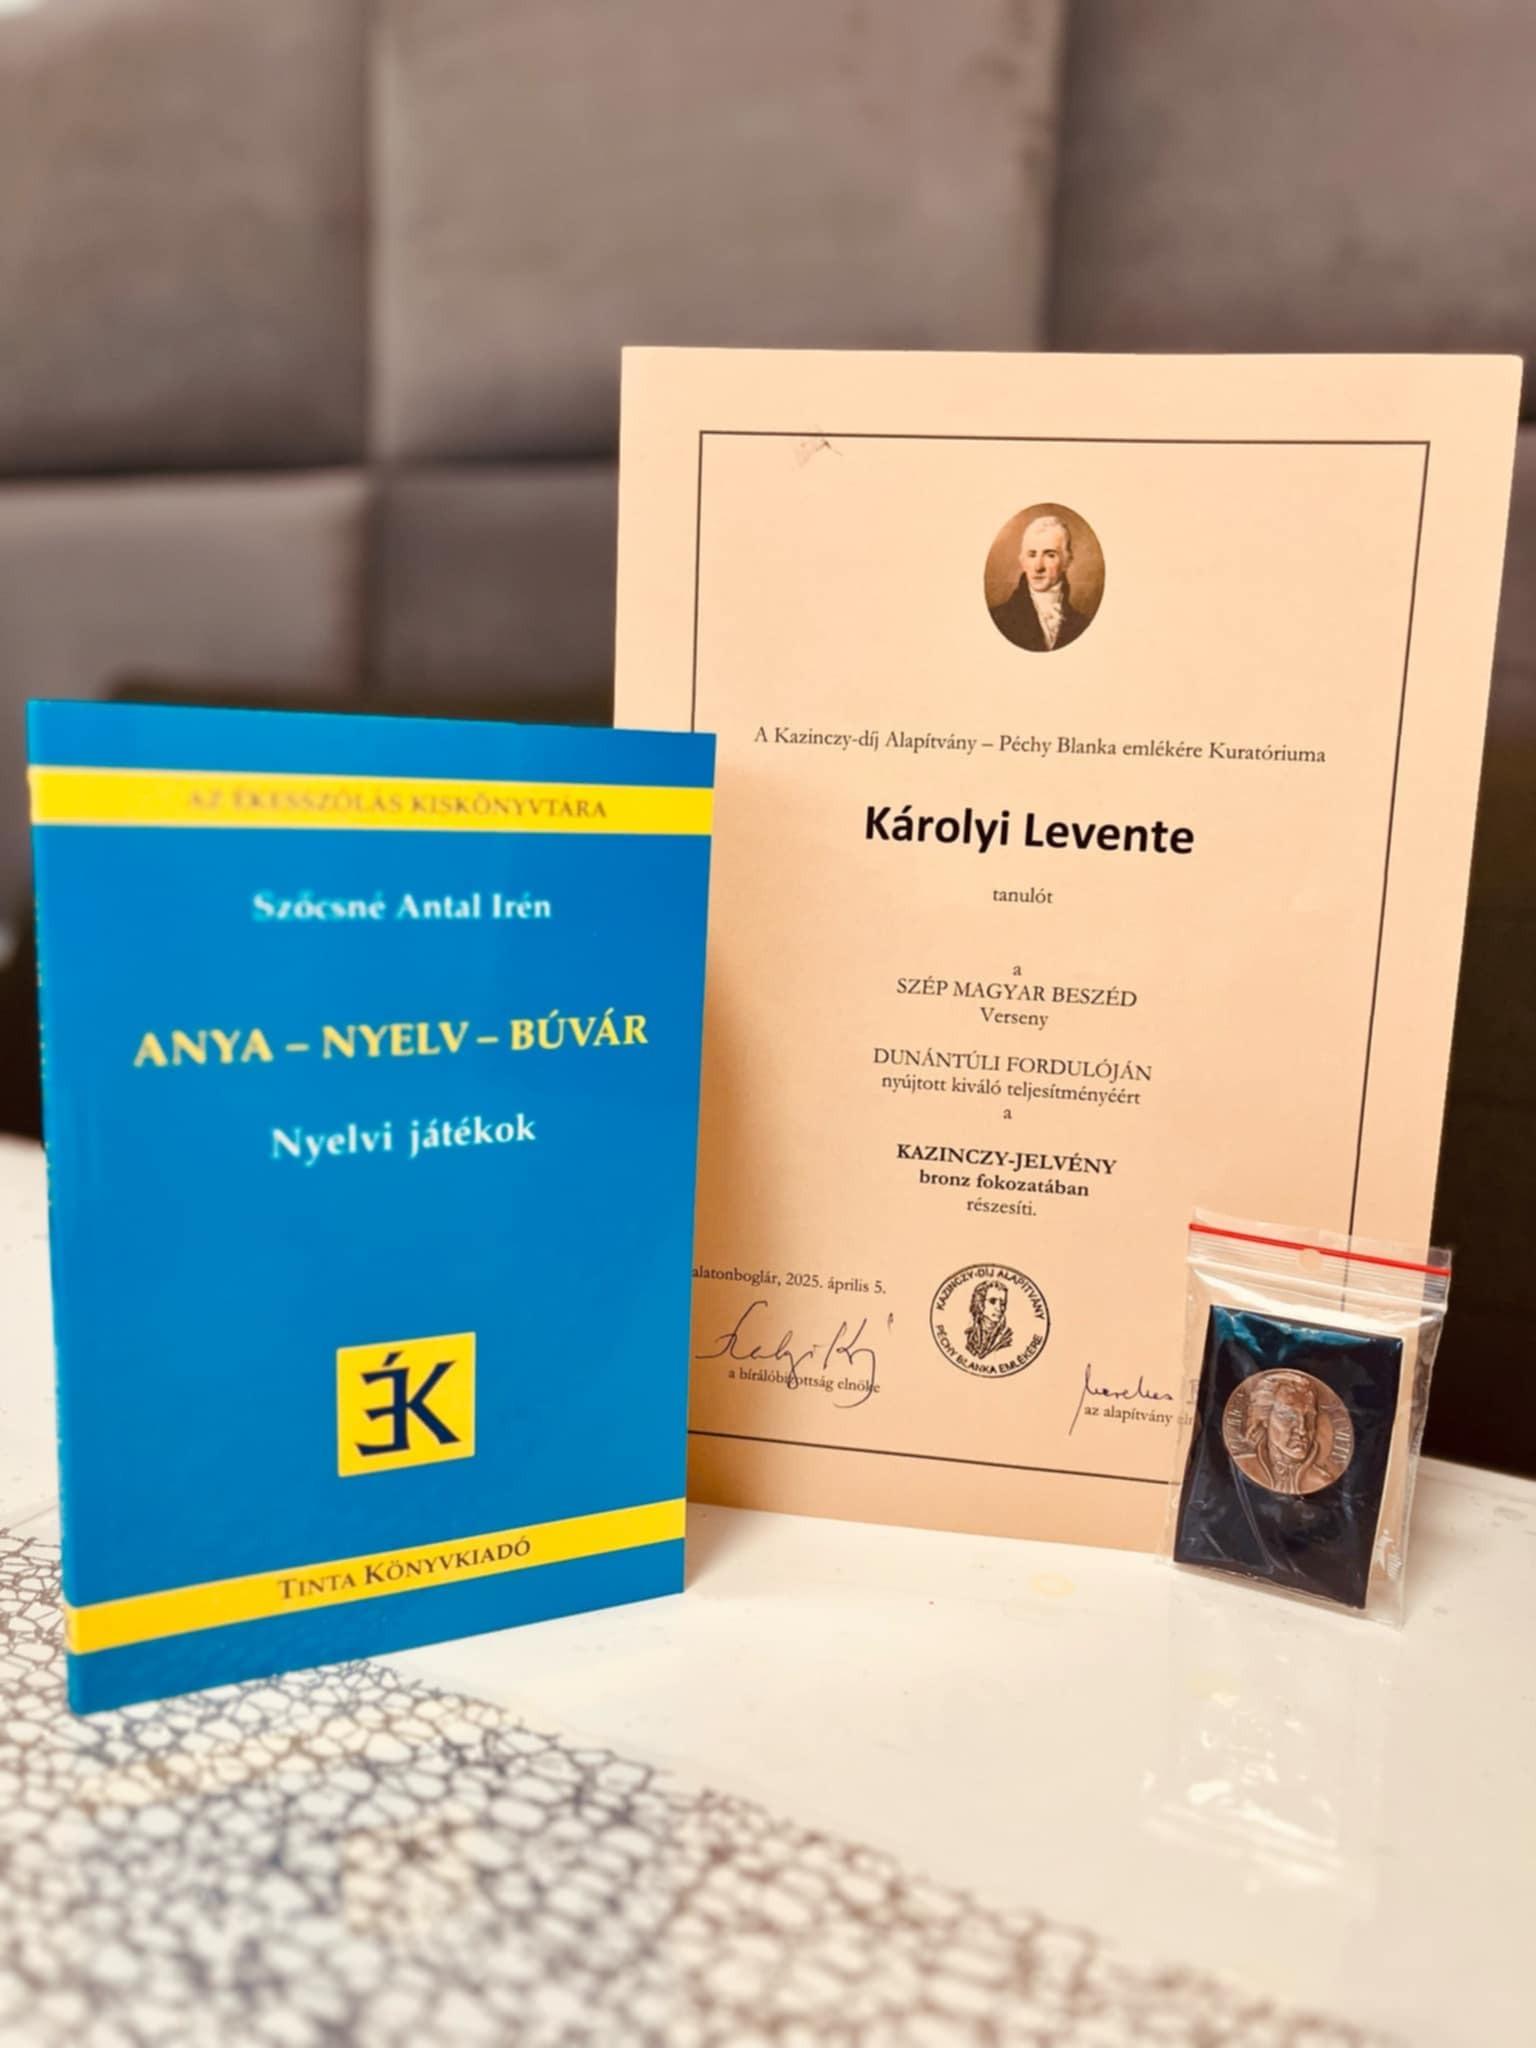 AZ ÉKESSZÓLÁS KISKÖNYVTÁRA
Szőcsné Antal Irén
ANYA – NYELV – BÚVÁR
Nyelvi játékok
ÉK
TINTA KÖNYVKIADÓ
A Kazinczy-díj Alapítvány – Péchy Blanka emlékére Kuratóriuma
Károlyi Levente
tanulót
a
SZÉP MAGYAR BESZÉD
Verseny
DUNÁNTÚLI FORDULÓJÁN
nyújtott kiváló teljesítményéért
a
KAZINCZY-JELVÉNY
bronz fokozatában
részesíti.
alatonboglár, 2025. április 5.
a bírálóbizottság elnöke
KAZINCZY-DÍJ ALAPÍTVÁNY
PÉCHY BLANKA EMLÉKÉRE
az alapítvány